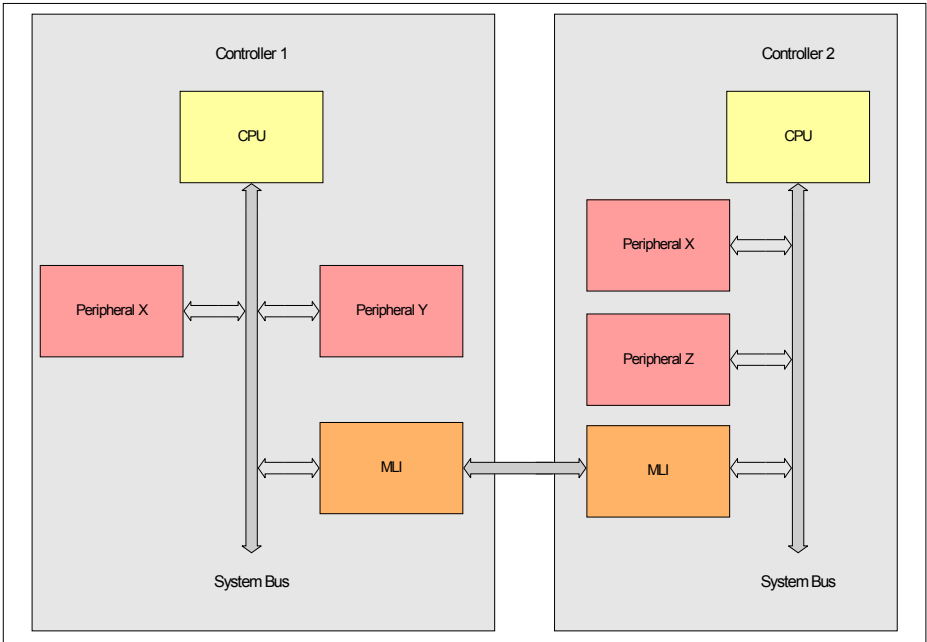 Controller 1
CPU
Peripheral X
Peripheral Y
MLI
System Bus
Controller 2
CPU
Peripheral X
Peripheral Z
MLI
System Bus